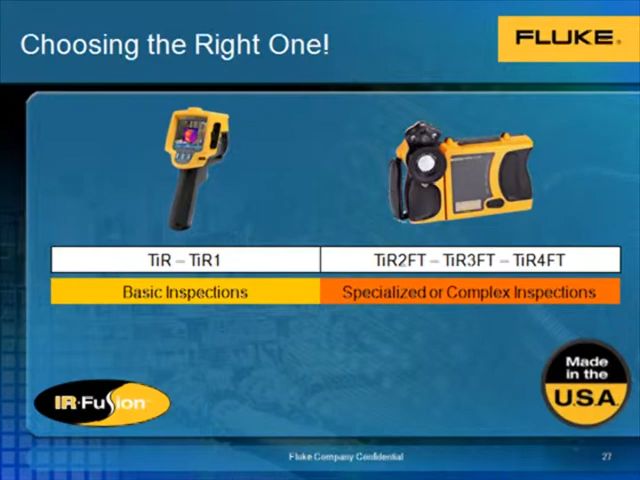 Choosing the Right One!
FLUKE®
TiR – TiR1
TiR2FT – TiR3FT – TiR4FT
Basic Inspections
Specialized or Complex Inspections
IR-Fusion
Made
in the
U.S.A.
Fluke Company Confidential
27